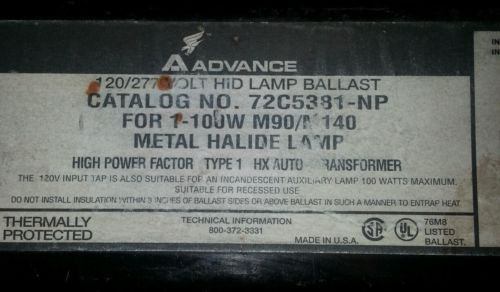 ADVANCE
120/277 VOLT HID LAMP BALLAST
CATALOG NO. 72C5381-NP
FOR 1-100W M90/M140
METAL HALIDE LAMP
HIGH POWER FACTOR TYPE 1 HX AUTOTRANSFORMER
THE 120V INPUT TAP IS ALSO SUITABLE FOR AN INCANDESCENT AUXILIARY LAMP 100 WATTS MAXIMUM.
SUITABLE FOR RECESSED USE
DO NOT INSTALL INSULATION WITHIN 3 INCHES OF BALLAST SIDES OR ABOVE BALLAST IN SUCH A MANNER TO ENTRAP HEAT
THERMALLY
PROTECTED
TECHNICAL INFORMATION
800-372-3331
MADE IN U.S.A.
SA
UL
76M8
LISTED
BALLAST.